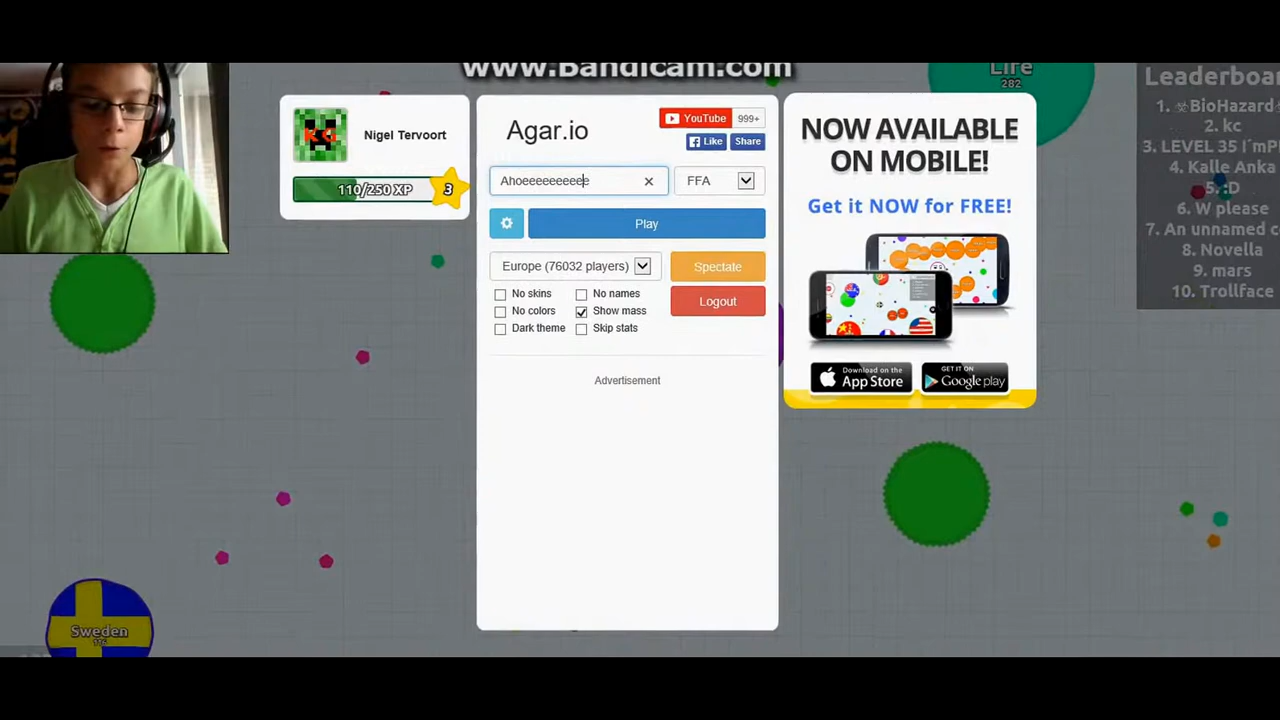 www.Bandicam.com
Life
282
Leaderboar
1. ☣BioHazard☣
2. kc
3. LEVEL 35 I´mP
4. Kalle Anka
5. :D
6. W please
7. An unnamed c
8. Novella
9. mars
10. Trollface
KG
Nigel Tervoort
110/250 XP
3
Agar.io
YouTube 999+
Like Share
Ahoeeeeeeeeee
FFA
Play
Europe (76032 players)
Spectate
No skins No names
No colors Show mass
Logout
Dark theme Skip stats
Advertisement
NOW AVAILABLE
ON MOBILE!
Get it NOW for FREE!
Download on the
App Store
GET IT ON
Google play
Sweden